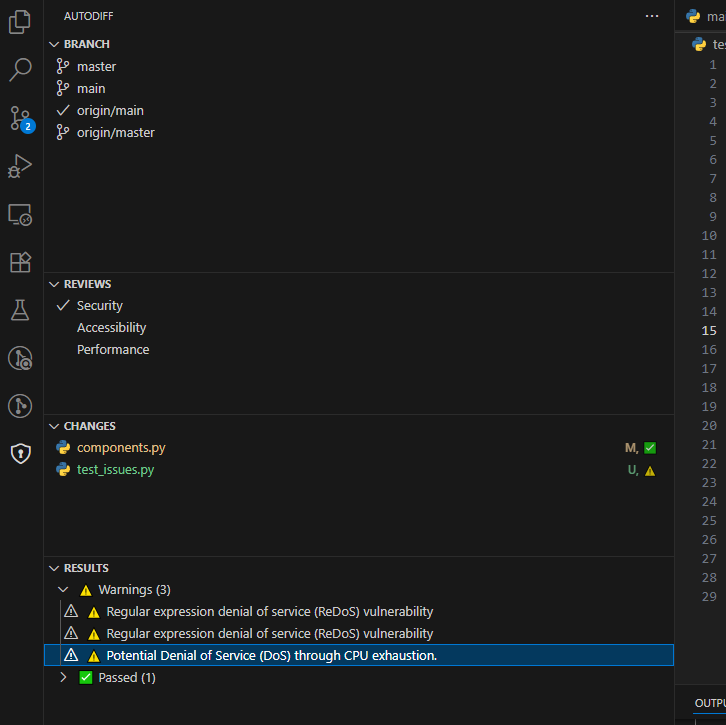 AUTODIFF
BRANCH
master
main
origin/main
origin/master
2
REVIEWS
Security
Accessibility
Performance
CHANGES
components.py M,
test_issues.py U,
RESULTS
Warnings (3)
Regular expression denial of service (ReDoS) vulnerability
Regular expression denial of service (ReDoS) vulnerability
Potential Denial of Service (DoS) through CPU exhaustion.
Passed (1)
1
2
3
4
5
6
7
8
9
10
11
12
13
14
15
16
17
18
19
20
21
22
23
24
25
26
27
28
29